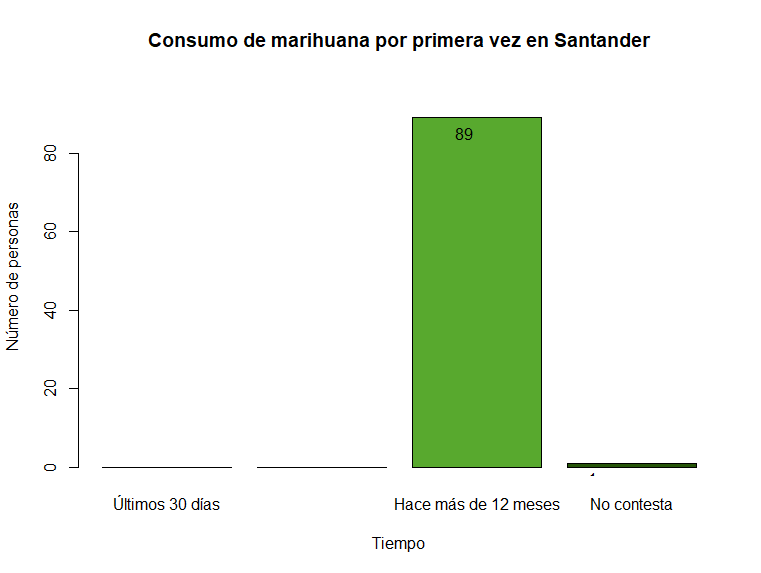 Consumo de marihuana por primera vez en Santander
Número de personas
80
60
40
20
0
89
Últimos 30 días
Hace más de 12 meses
No contesta
Tiempo